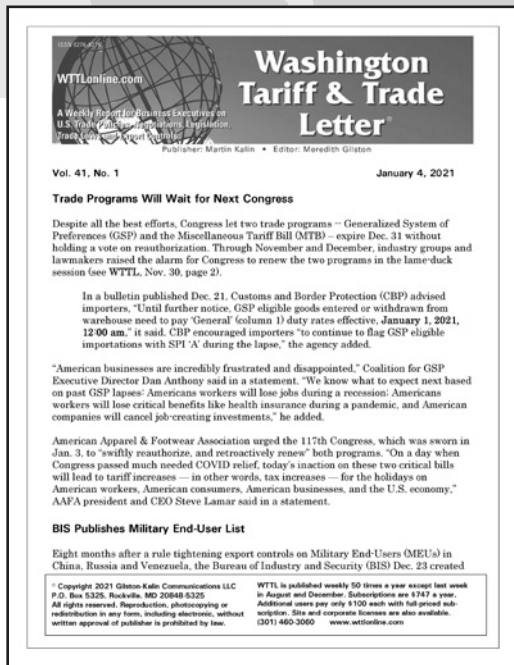 ISSN 0276-8275
WTTLonline.com
A Weekly Report for Business Executives on
U.S. Trade Policies, Negotiations, Legislation,
Trade Laws and Export Controls
Washington
Tariff & Trade
Letter®
Publisher: Martin Kalin • Editor: Meredith Gilston
Vol. 41, No. 1 January 4, 2021
Trade Programs Will Wait for Next Congress
Despite all the best efforts, Congress let two trade programs -- Generalized System of
Preferences (GSP) and the Miscellaneous Tariff Bill (MTB) – expire Dec. 31 without
holding a vote on reauthorization. Through November and December, industry groups and
lawmakers raised the alarm for Congress to renew the two programs in the lame-duck
session (see WTTL, Nov. 30, page 2).
In a bulletin published Dec. 21, Customs and Border Protection (CBP) advised
importers, “Until further notice, GSP eligible goods entered or withdrawn from
warehouse need to pay ‘General’ (column 1) duty rates effective, January 1, 2021,
12:00 am,” it said. CBP encouraged importers “to continue to flag GSP eligible
importations with SPI ‘A’ during the lapse,” the agency added.
“American businesses are incredibly frustrated and disappointed,” Coalition for GSP
Executive Director Dan Anthony said in a statement. “We know what to expect next based
on past GSP lapses: Americans workers will lose jobs during a recession; Americans
workers will lose critical benefits like health insurance during a pandemic, and American
companies will cancel job-creating investments,” he added.
American Apparel & Footwear Association urged the 117th Congress, which was sworn in
Jan. 3, to “swiftly reauthorize, and retroactively renew” both programs. “On a day when
Congress passed much needed COVID relief, today’s inaction on these two critical bills
will lead to tariff increases — in other words, tax increases — for the holidays on
American workers, American consumers, American businesses, and the U.S. economy,”
AAFA president and CEO Steve Lamar said in a statement.
BIS Publishes Military End-User List
Eight months after a rule tightening export controls on Military End-Users (MEUs) in
China, Russia and Venezuela, the Bureau of Industry and Security (BIS) Dec. 23 created
© Copyright 2021 Gilston-Kalin Communications LLC
P.O. Box 5325, Rockville, MD 20848-5325
All rights reserved. Reproduction, photocopying or
redistribution in any form, including electronic, without
written approval of publisher is prohibited by law.
WTTL is published weekly 50 times a year except last week
in August and December. Subscriptions are $747 a year.
Additional users pay only $100 each with full-priced sub-
scription. Site and corporate licenses are also available.
(301) 460-3060 www.wttlonline.com